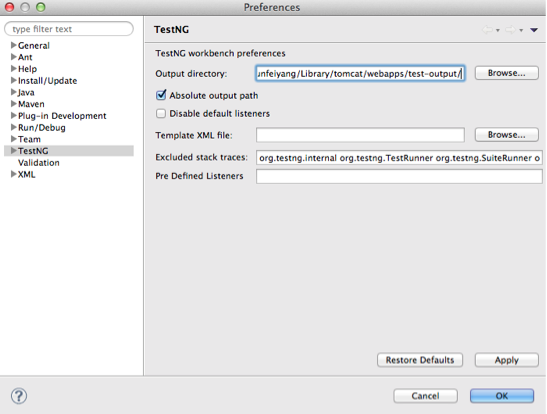 Preferences
type filter text
General
Ant
Help
Install/Update
Java
Maven
Plug-in Development
Run/Debug
Team
TestNG
Validation
XML
TestNG
TestNG workbench preferences
Output directory: unfeiyang/Library/tomcat/webapps/test-output/ Browse...
Absolute output path
Disable default listeners
Template XML file: Browse...
Excluded stack traces: org.testng.internal org.testng.TestRunner org.testng.SuiteRunner o
Pre Defined Listeners
Restore Defaults Apply
? Cancel OK